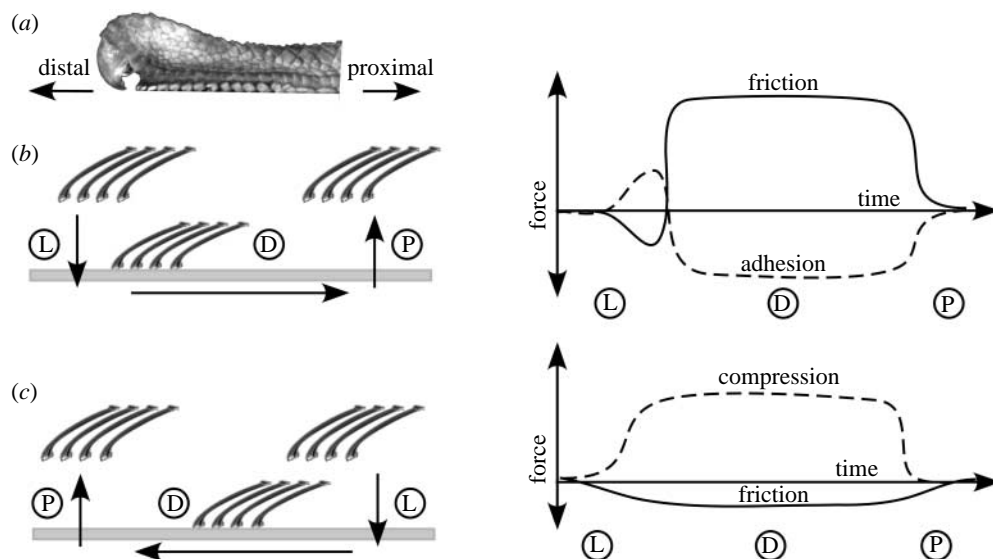 (a)
distal
proximal
(b)
L
D
P
friction
time
force
adhesion
L
D
P
(c)
P
D
L
compression
time
force
friction
L
D
P